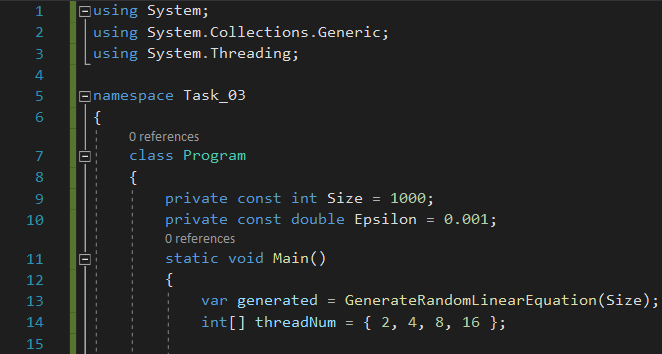 1 using System;
2 using System.Collections.Generic;
3 using System.Threading;
4
5 namespace Task_03
6 {
0 references
7 class Program
8 {
9 private const int Size = 1000;
10 private const double Epsilon = 0.001;
0 references
11 static void Main()
12 {
13 var generated = GenerateRandomLinearEquation(Size);
14 int[] threadNum = { 2, 4, 8, 16 };
15